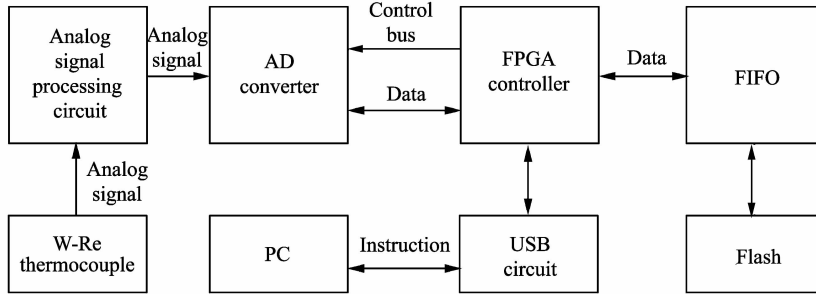 Analog
signal
processing
circuit
Analog
signal
AD
converter
Control
bus
Data
FPGA
controller
Data
FIFO
Analog
signal
W-Re
thermocouple
PC
Instruction
USB
circuit
Flash